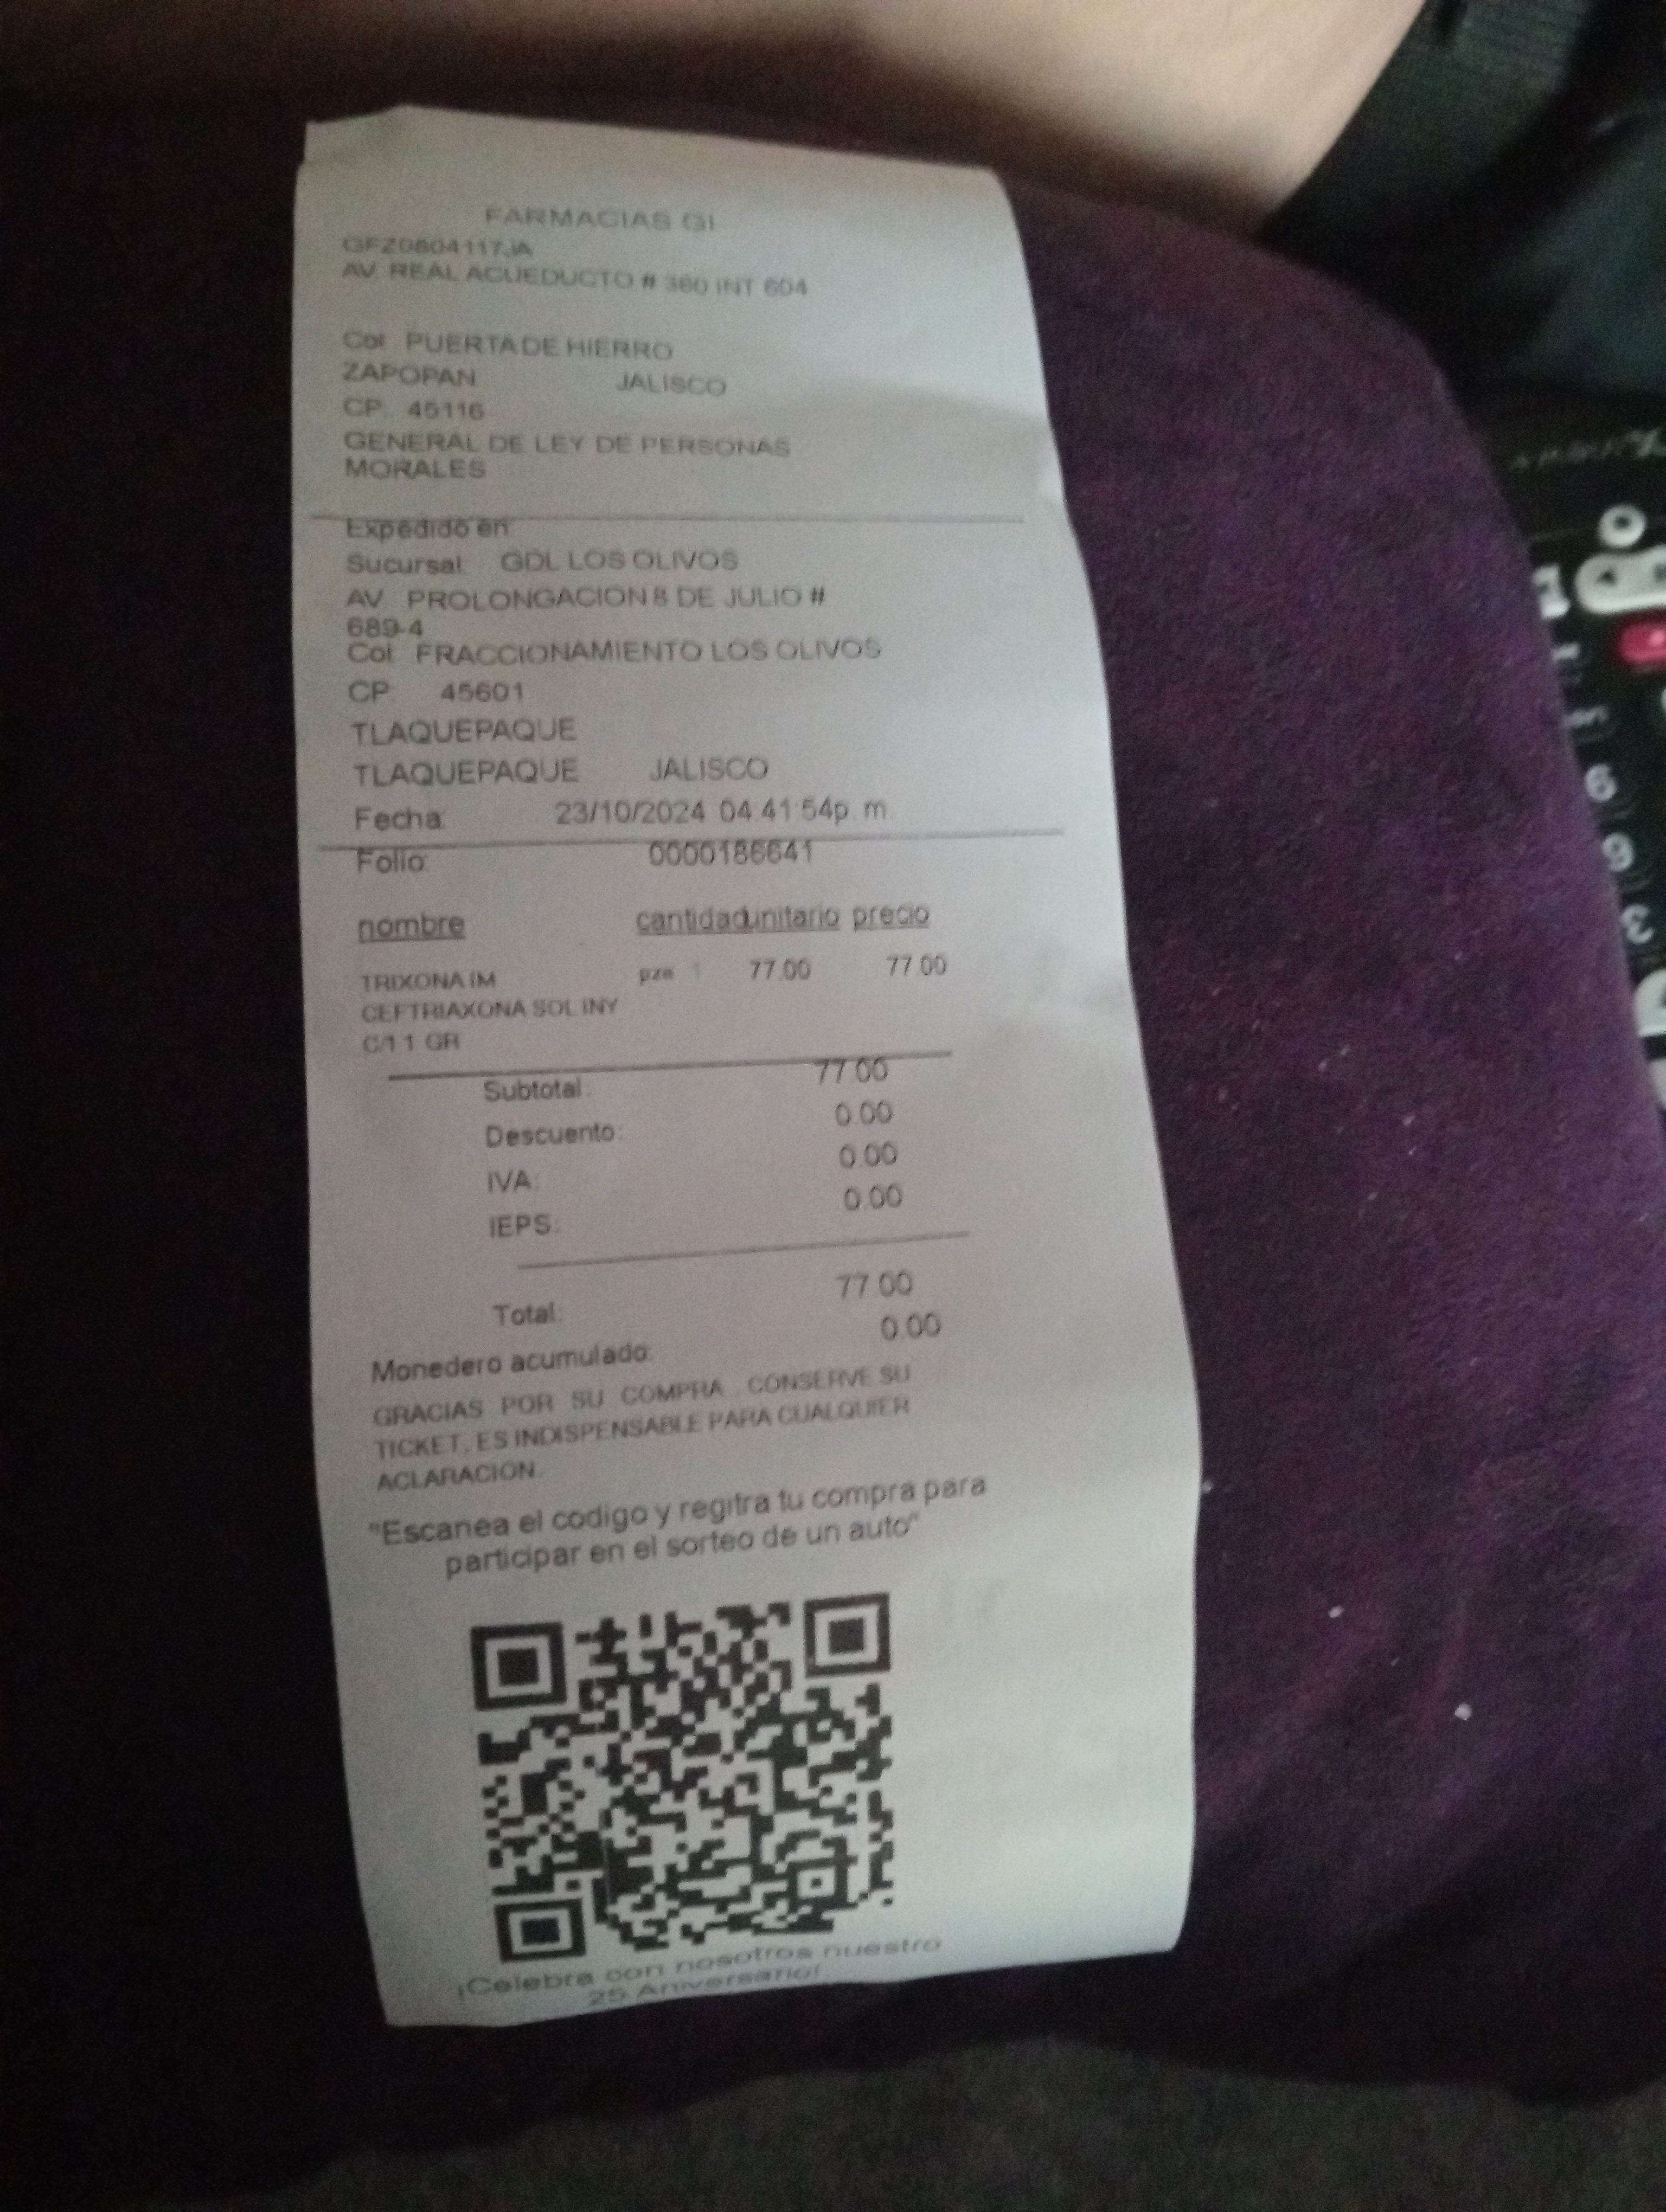 FARMACIAS GI
GFZ0804117JA
AV. REAL ACUEDUCTO # 360 INT 604
Col: PUERTA DE HIERRO
ZAPOPAN JALISCO
CP: 45116
GENERAL DE LEY DE PERSONAS
MORALES
Expedido en:
Sucursal: GDL LOS OLIVOS
AV. PROLONGACION 8 DE JULIO #
689-4
Col: FRACCIONAMIENTO LOS OLIVOS
CP: 45601
TLAQUEPAQUE
TLAQUEPAQUE JALISCO
Fecha: 23/10/2024 04:41:54p. m.
Folio: 0000186641
nombre cantidad unitario precio
TRIXONA IM pza 1 77.00 77.00
CEFTRIAXONA SOL INY
C/1 1 GR
Subtotal: 77.00
Descuento: 0.00
IVA: 0.00
IEPS: 0.00
Total: 77.00
Monedero acumulado: 0.00
GRACIAS POR SU COMPRA , CONSERVE SU
TICKET, ES INDISPENSABLE PARA CUALQUIER
ACLARACION.
"Escanea el codigo y regitra tu compra para
participar en el sorteo de un auto"
¡Celebra con nosotros nuestro
25 Aniversario!
6
9
3